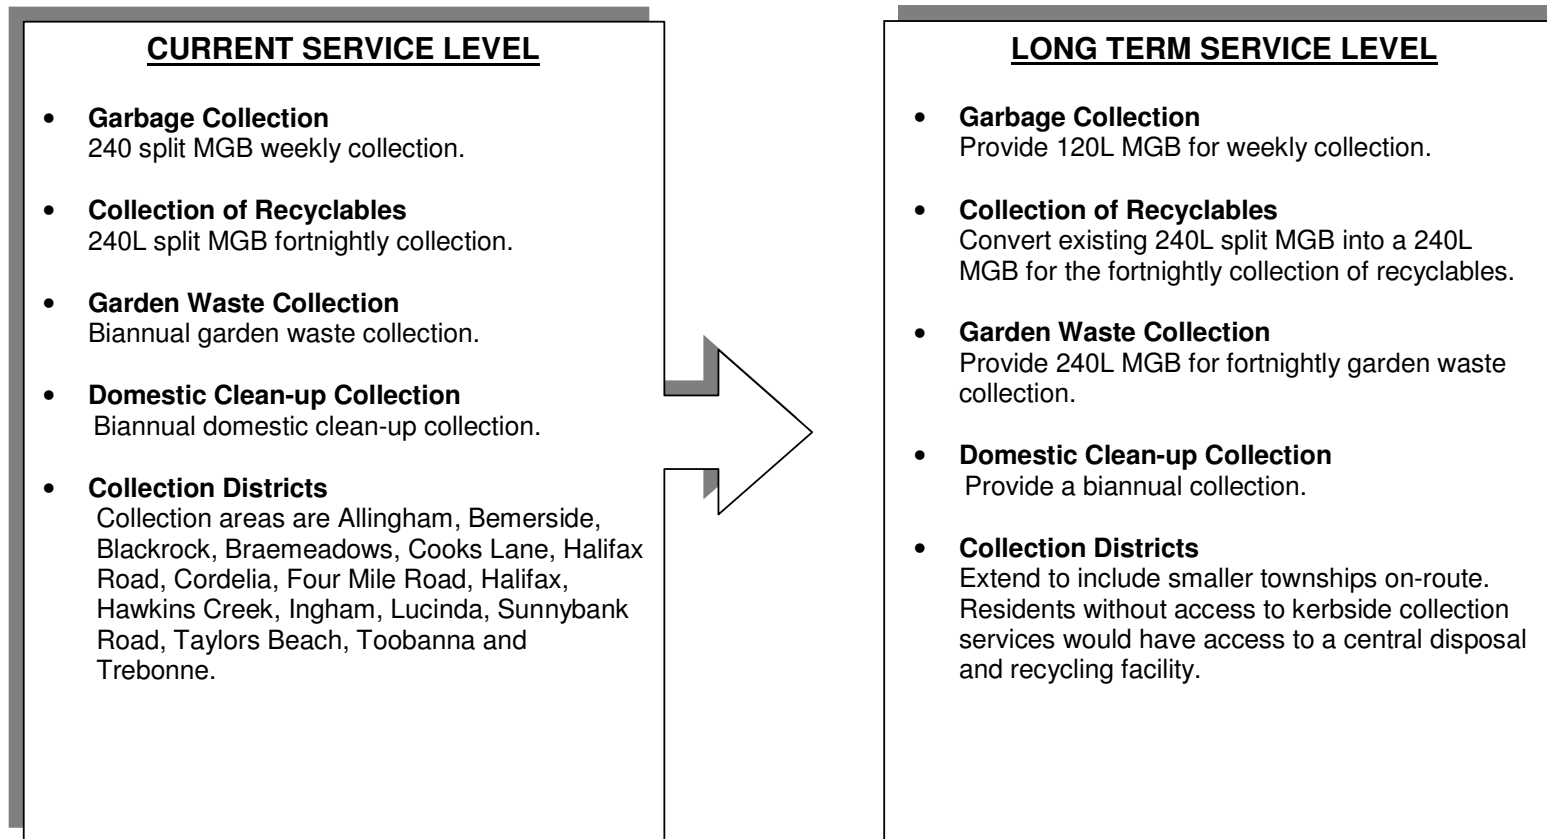 CURRENT SERVICE LEVEL
• Garbage Collection
240 split MGB weekly collection.
• Collection of Recyclables
240L split MGB fortnightly collection.
• Garden Waste Collection
Biannual garden waste collection.
• Domestic Clean-up Collection
Biannual domestic clean-up collection.
• Collection Districts
Collection areas are Allingham, Bemerside,
Blackrock, Braemeadows, Cooks Lane, Halifax
Road, Cordelia, Four Mile Road, Halifax,
Hawkins Creek, Ingham, Lucinda, Sunnybank
Road, Taylors Beach, Toobanna and
Trebonne.
LONG TERM SERVICE LEVEL
• Garbage Collection
Provide 120L MGB for weekly collection.
• Collection of Recyclables
Convert existing 240L split MGB into a 240L
MGB for the fortnightly collection of recyclables.
• Garden Waste Collection
Provide 240L MGB for fortnightly garden waste
collection.
• Domestic Clean-up Collection
Provide a biannual collection.
• Collection Districts
Extend to include smaller townships on-route.
Residents without access to kerbside collection
services would have access to a central disposal
and recycling facility.